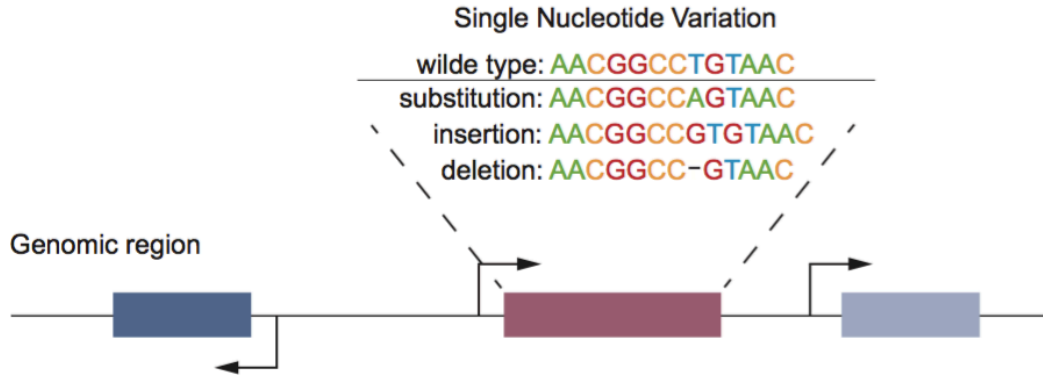 Single Nucleotide Variation
wilde type: AACGGCCTGTAAC
substitution: AACGGCCAGTAAC
insertion: AACGGCCGTGTAAC
deletion: AACGGCC-GTAAC
Genomic region